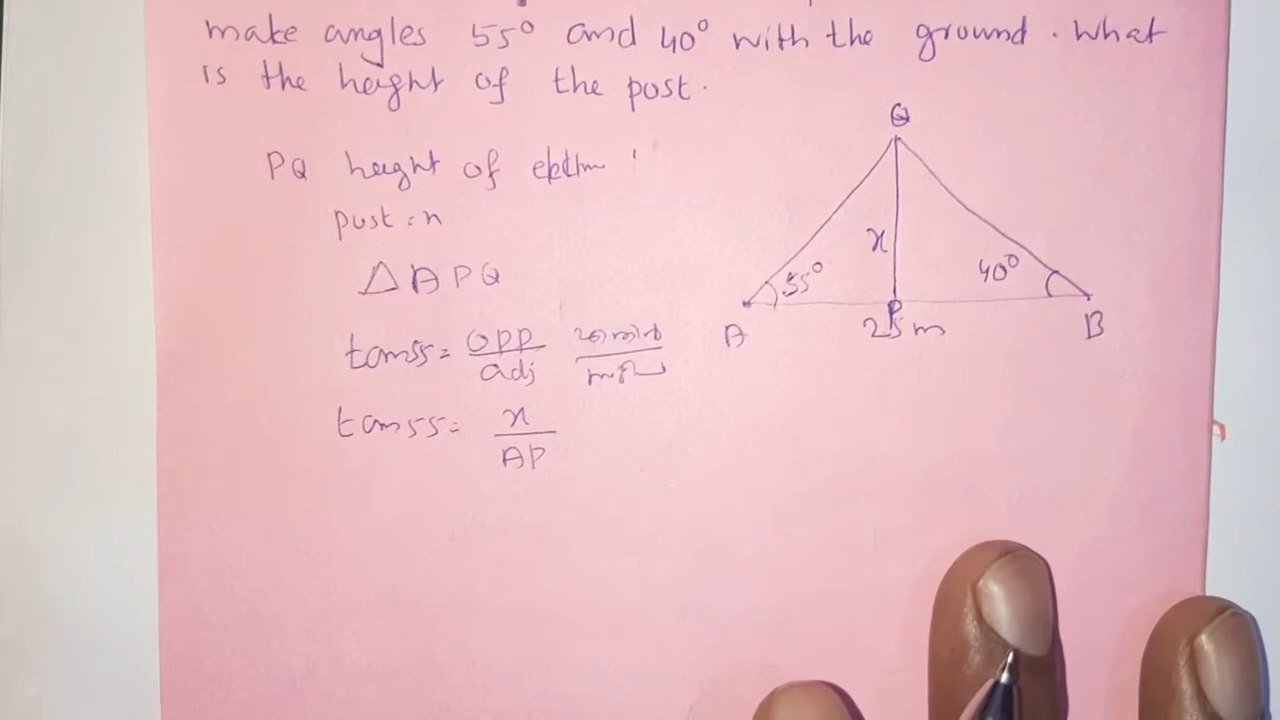 make angles 55° and 40° with the ground. What
is the height of the post.
PQ height of
post = x
△ APQ
tan55 = opp/adj
tan55 = x/AP
Q
x
55°
40°
A
P
25 m
B